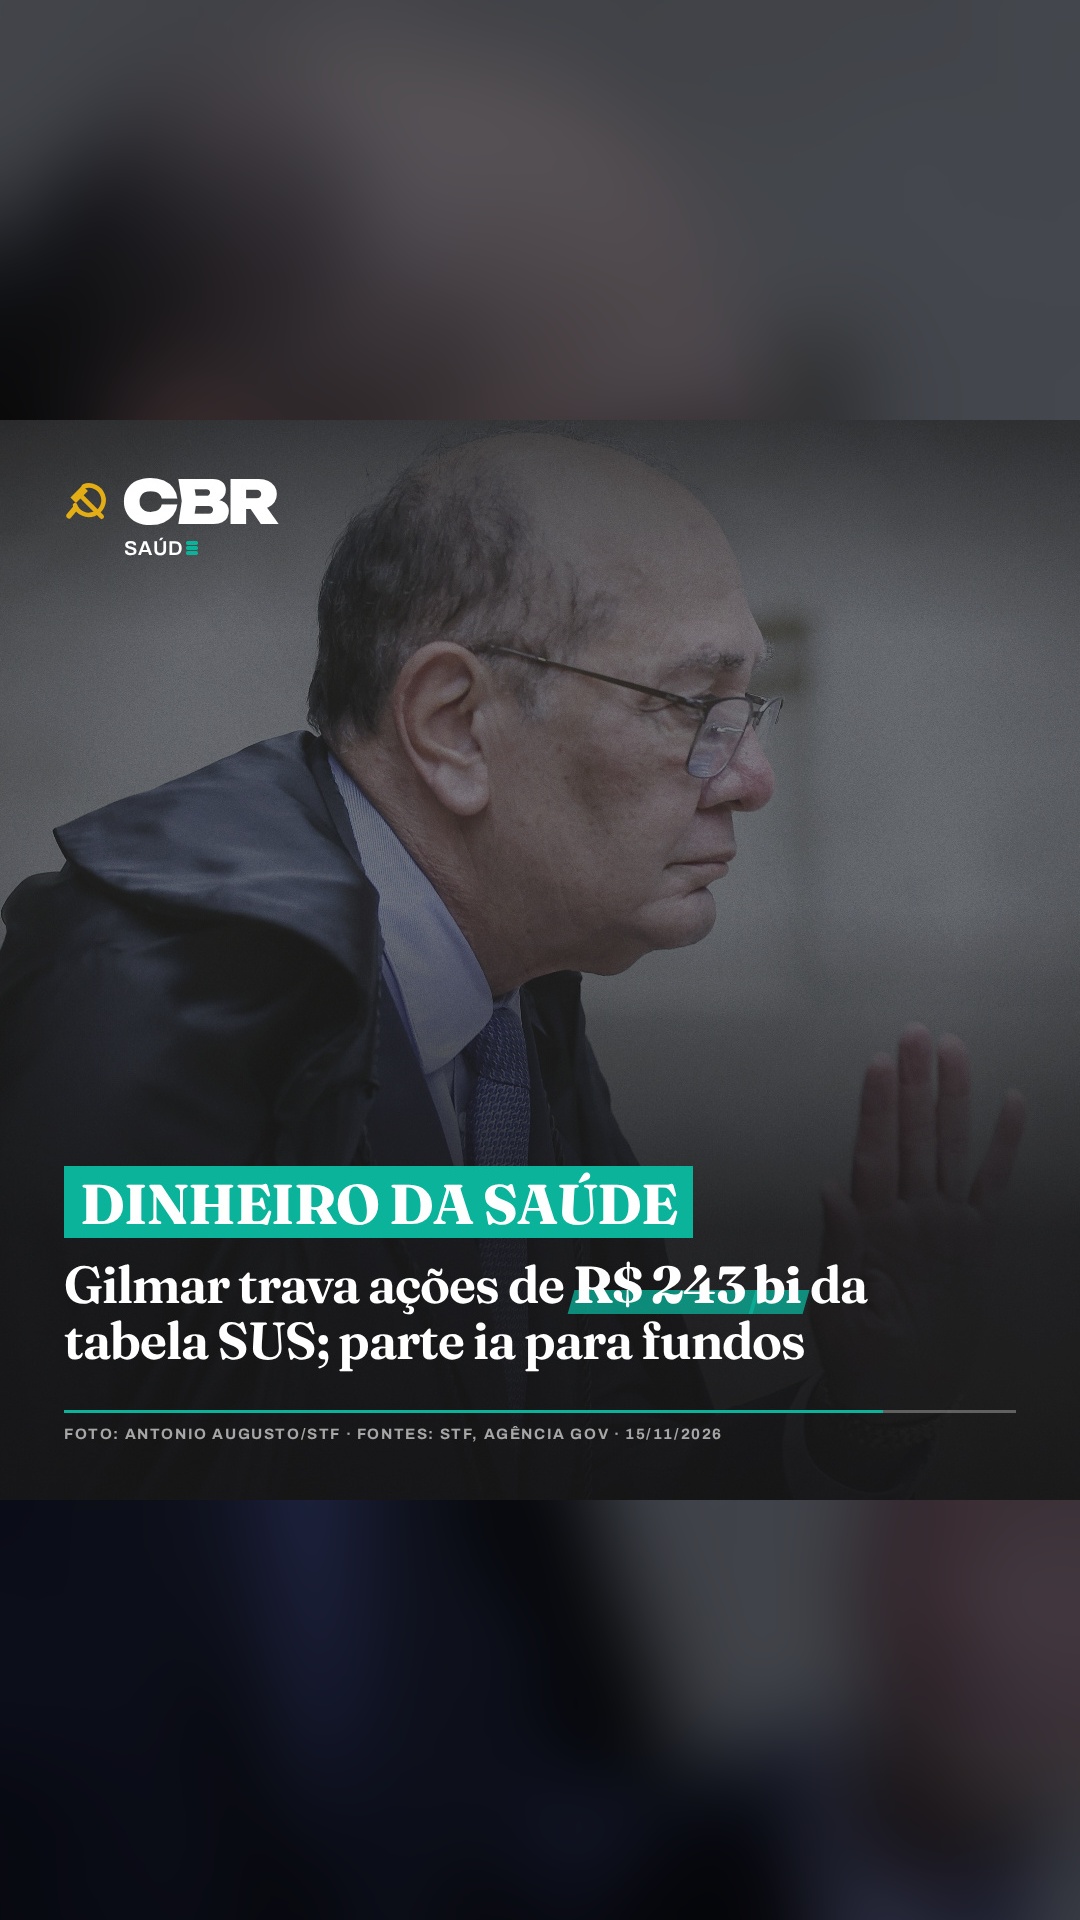 CBR
SAÚDE
DINHEIRO DA SAÚDE
Gilmar trava ações de R$ 243 bi da
tabela SUS; parte ia para fundos
FOTO: ANTONIO AUGUSTO/STF · FONTES: STF, AGÊNCIA GOV · 15/11/2026